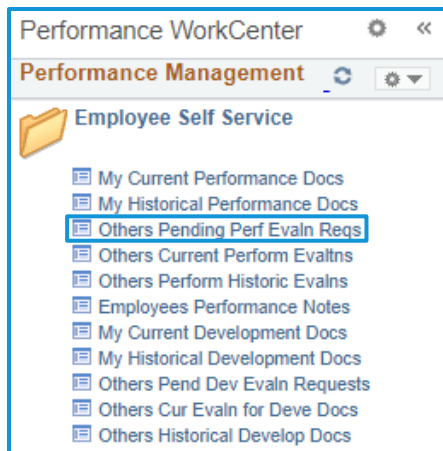 Performance WorkCenter
Performance Management
Employee Self Service
My Current Performance Docs
My Historical Performance Docs
Others Pending Perf Evaln Reqs
Others Current Perform Evaltns
Others Perform Historic Evalns
Employees Performance Notes
My Current Development Docs
My Historical Development Docs
Others Pend Dev Evaln Requests
Others Cur Evaln for Deve Docs
Others Historical Develop Docs